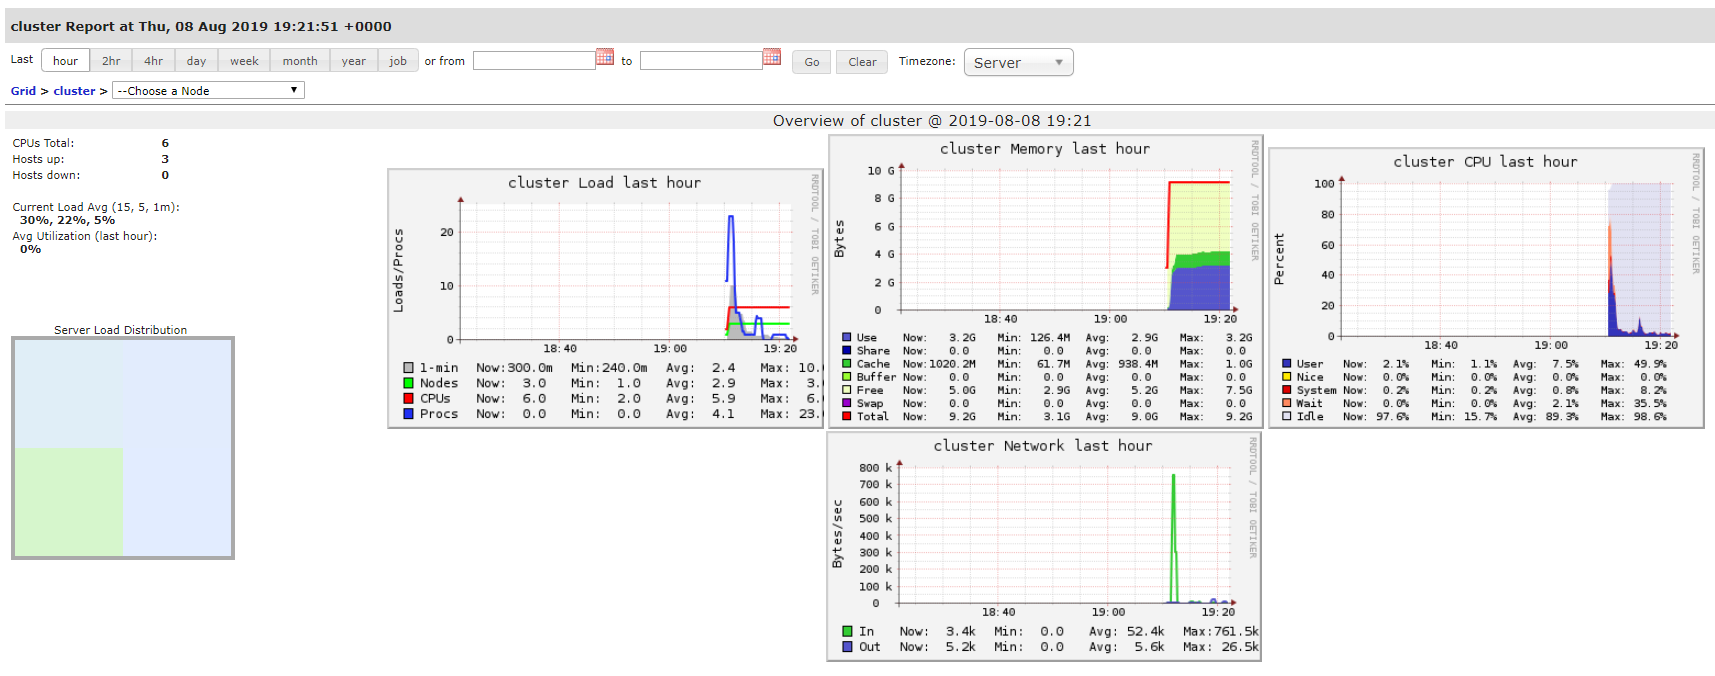 cluster Report at Thu, 08 Aug 2019 19:21:51 +0000
Last hour 2hr 4hr day week month year job or from to Go Clear Timezone: Server
Grid > cluster > --Choose a Node
Overview of cluster @ 2019-08-08 19:21
CPUs Total: 6
Hosts up: 3
Hosts down: 0
Current Load Avg (15, 5, 1m):
30%, 22%, 5%
Avg Utilization (last hour):
0%
Server Load Distribution
cluster Load last hour
RRDTOOL / TOBI OETIKER
Loads/Procs
20
10
0
18:40 19:00 19:20
1-min Now:300.0m Min:240.0m Avg: 2.4 Max: 10.
Nodes Now: 3.0 Min: 1.0 Avg: 2.9 Max: 3.
CPUs Now: 6.0 Min: 2.0 Avg: 5.9 Max: 6.
Procs Now: 0.0 Min: 0.0 Avg: 4.1 Max: 23.
cluster Memory last hour
RRDTOOL / TOBI OETIKER
Bytes
10 G
8 G
6 G
4 G
2 G
0
18:40 19:00 19:20
Use Now: 3.2G Min: 126.4M Avg: 2.9G Max: 3.2G
Share Now: 0.0 Min: 0.0 Avg: 0.0 Max: 0.0
Cache Now:1020.2M Min: 61.7M Avg: 938.4M Max: 1.0G
Buffer Now: 0.0 Min: 0.0 Avg: 0.0 Max: 0.0
Free Now: 5.0G Min: 2.9G Avg: 5.2G Max: 7.5G
Swap Now: 0.0 Min: 0.0 Avg: 0.0 Max: 0.0
Total Now: 9.2G Min: 3.1G Avg: 9.0G Max: 9.2G
cluster CPU last hour
RRDTOOL / TOBI OETIKER
Percent
100
80
60
40
20
0
18:40 19:00 19:20
User Now: 2.1% Min: 1.1% Avg: 7.5% Max: 49.9%
Nice Now: 0.0% Min: 0.0% Avg: 0.0% Max: 0.0%
System Now: 0.2% Min: 0.2% Avg: 0.8% Max: 8.2%
Wait Now: 0.0% Min: 0.0% Avg: 2.1% Max: 35.5%
Idle Now: 97.6% Min: 15.7% Avg: 89.3% Max: 98.6%
cluster Network last hour
RRDTOOL / TOBI OETIKER
Bytes/sec
800 k
700 k
600 k
500 k
400 k
300 k
200 k
100 k
0
18:40 19:00 19:20
In Now: 3.4k Min: 0.0 Avg: 52.4k Max:761.5k
Out Now: 5.2k Min: 0.0 Avg: 5.6k Max: 26.5k